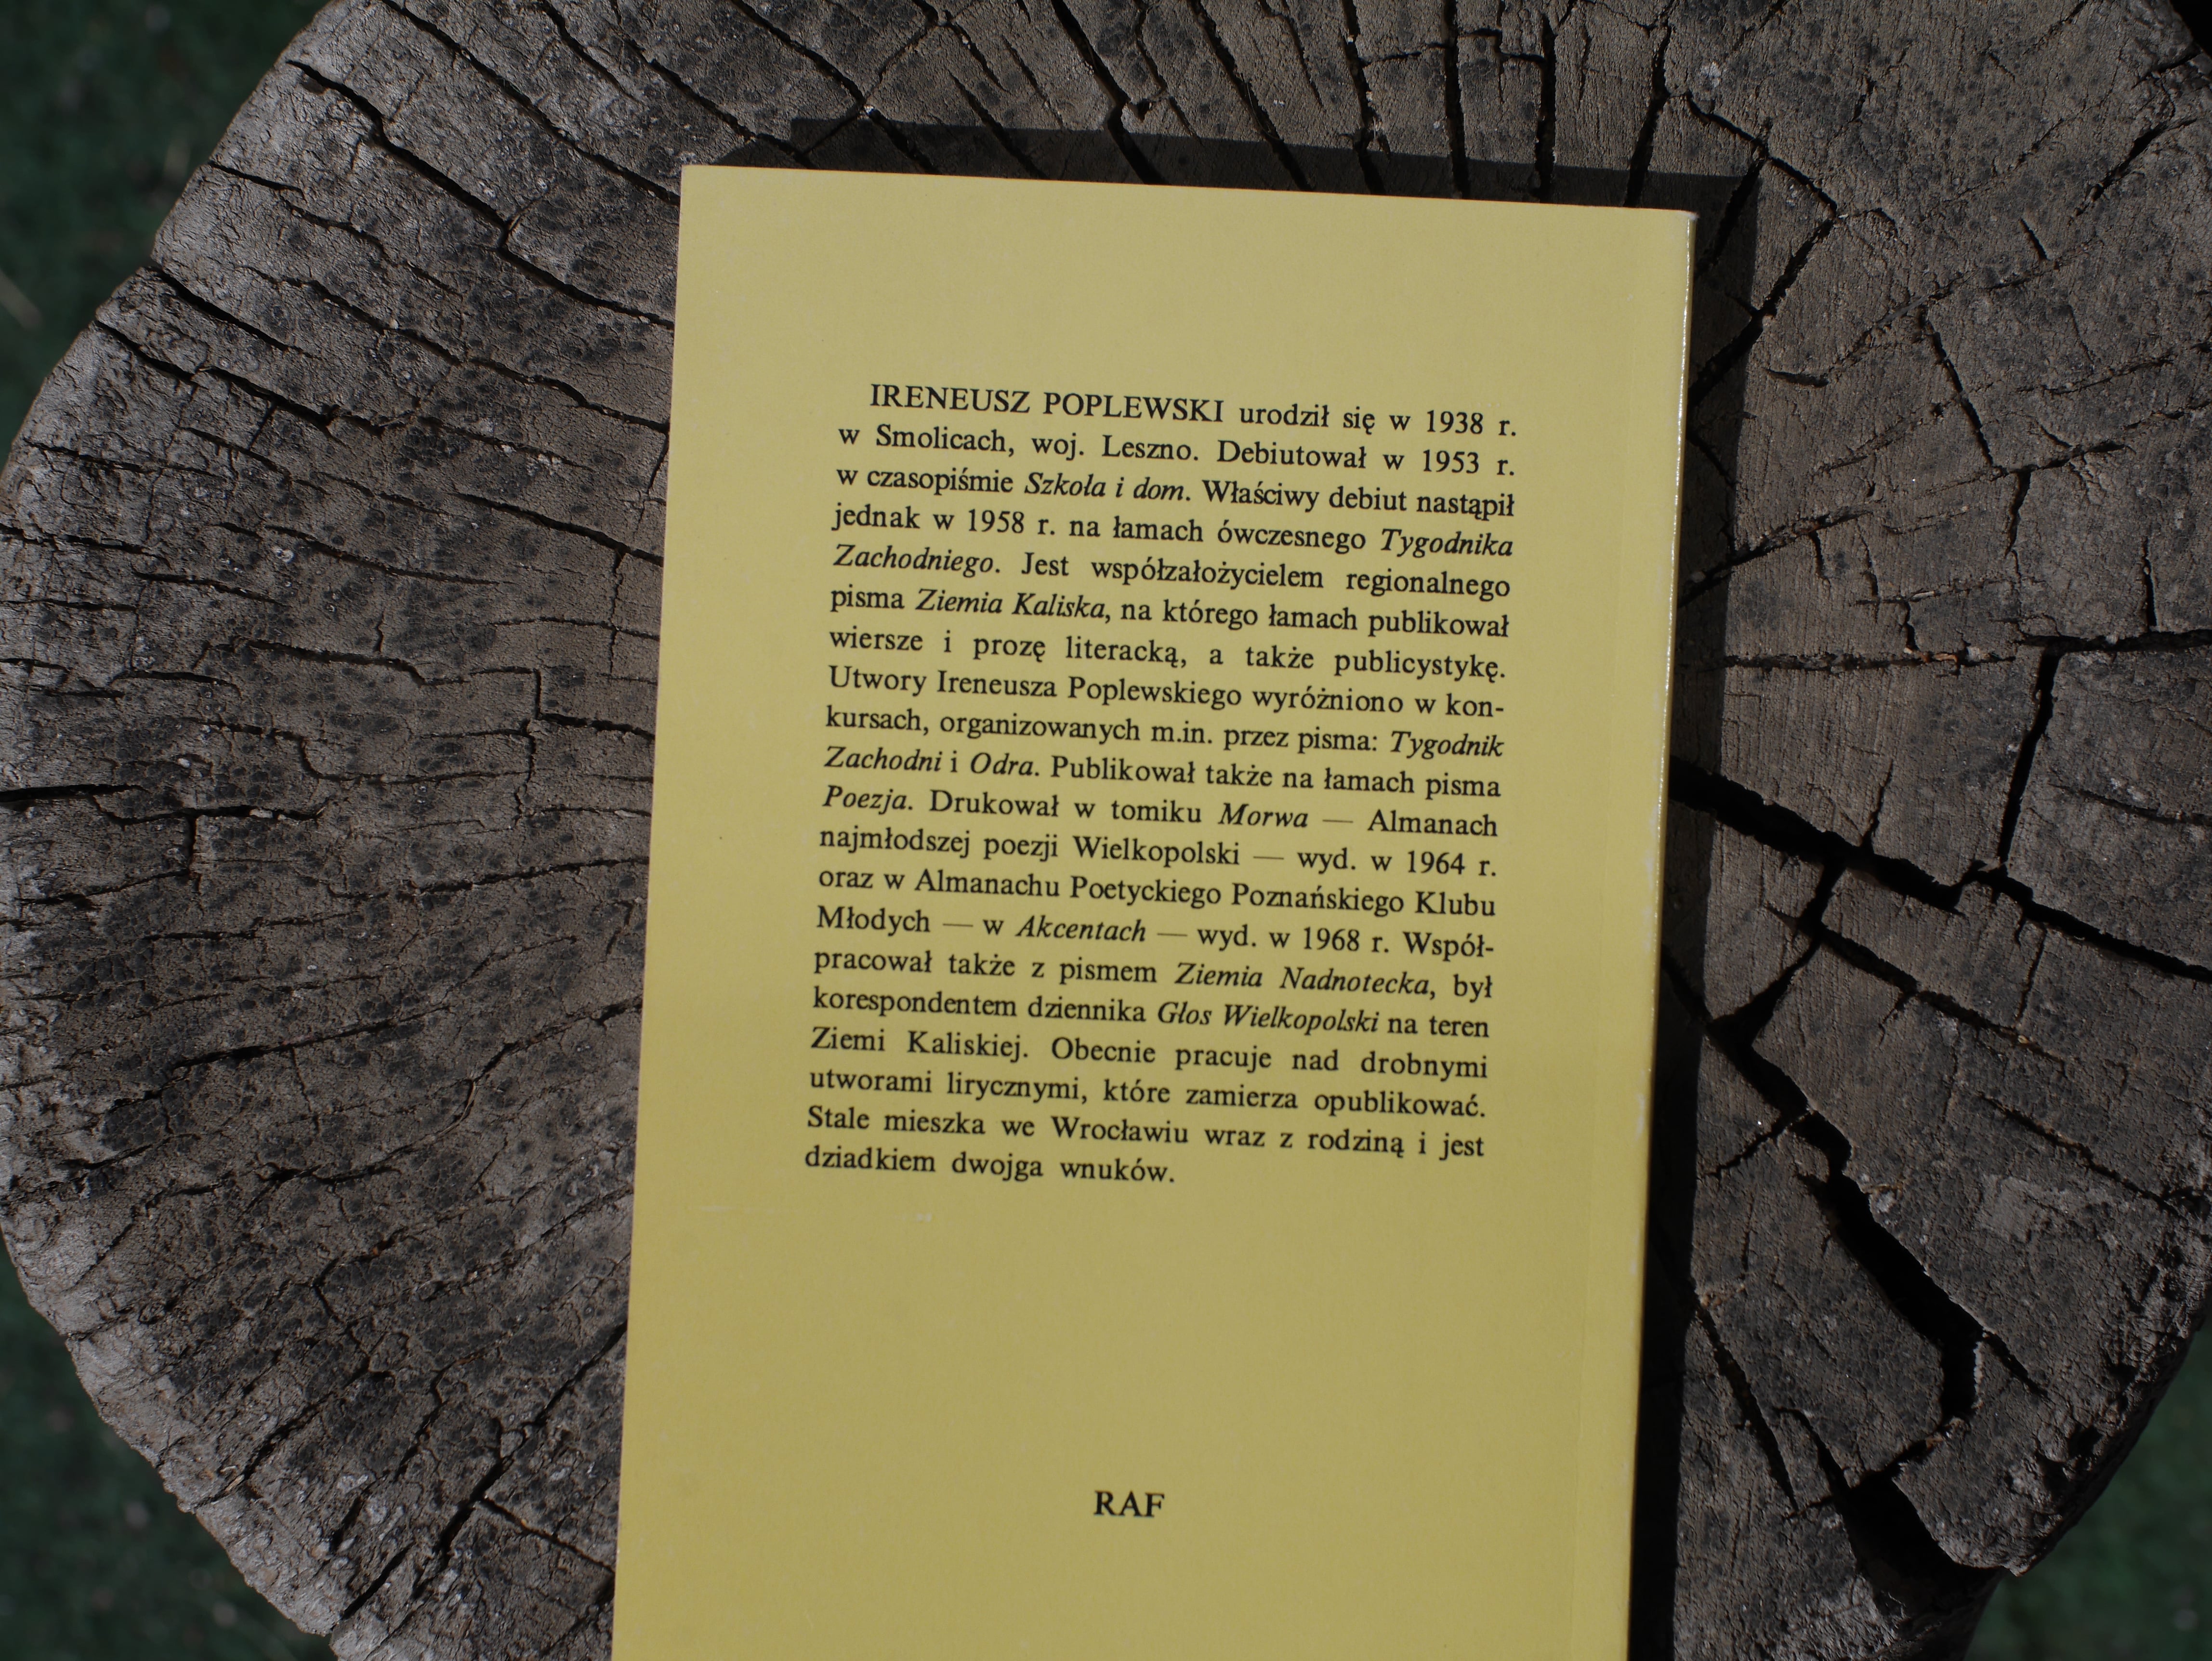 IRENEUSZ POPLEWSKI urodził się w 1938 r.
w Smolicach, woj. Leszno. Debiutował w 1953 r.
w czasopiśmie Szkoła i dom. Właściwy debiut nastąpił
jednak w 1958 r. na łamach ówczesnego Tygodnika
Zachodniego. Jest współzałożycielem regionalnego
pisma Ziemia Kaliska, na którego łamach publikował
wiersze i prozę literacką, a także publicystykę.
Utwory Ireneusza Poplewskiego wyróżniono w kon-
kursach, organizowanych m.in. przez pisma: Tygodnik
Zachodni i Odra. Publikował także na łamach pisma
Poezja. Drukował w tomiku Morwa — Almanach
najmłodszej poezji Wielkopolski — wyd. w 1964 r.
oraz w Almanachu Poetyckiego Poznańskiego Klubu
Młodych — w Akcentach — wyd. w 1968 r. Współ-
pracował także z pismem Ziemia Nadnotecka, był
korespondentem dziennika Głos Wielkopolski na teren
Ziemi Kaliskiej. Obecnie pracuje nad drobnymi
utworami lirycznymi, które zamierza opublikować.
Stale mieszka we Wrocławiu wraz z rodziną i jest
dziadkiem dwojga wnuków.
RAF